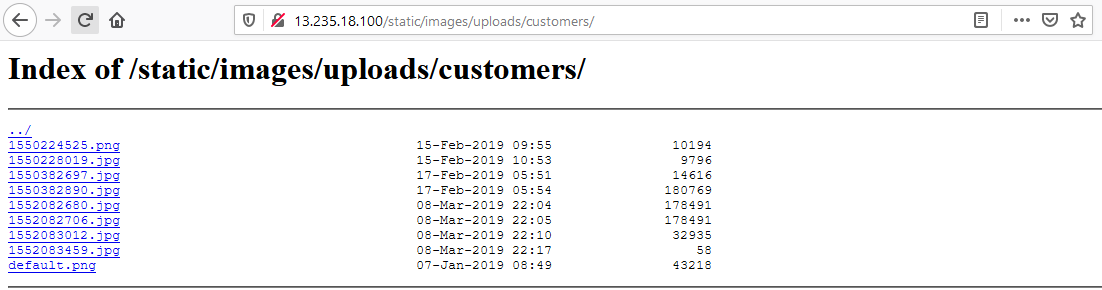 13.235.18.100/static/images/uploads/customers/
Index of /static/images/uploads/customers/
../
1550224525.png 15-Feb-2019 09:55 10194
1550228019.jpg 15-Feb-2019 10:53 9796
1550382697.jpg 17-Feb-2019 05:51 14616
1550382890.jpg 17-Feb-2019 05:54 180769
1552082680.jpg 08-Mar-2019 22:04 178491
1552082706.jpg 08-Mar-2019 22:05 178491
1552083012.jpg 08-Mar-2019 22:10 32935
1552083459.jpg 08-Mar-2019 22:17 58
default.png 07-Jan-2019 08:49 43218